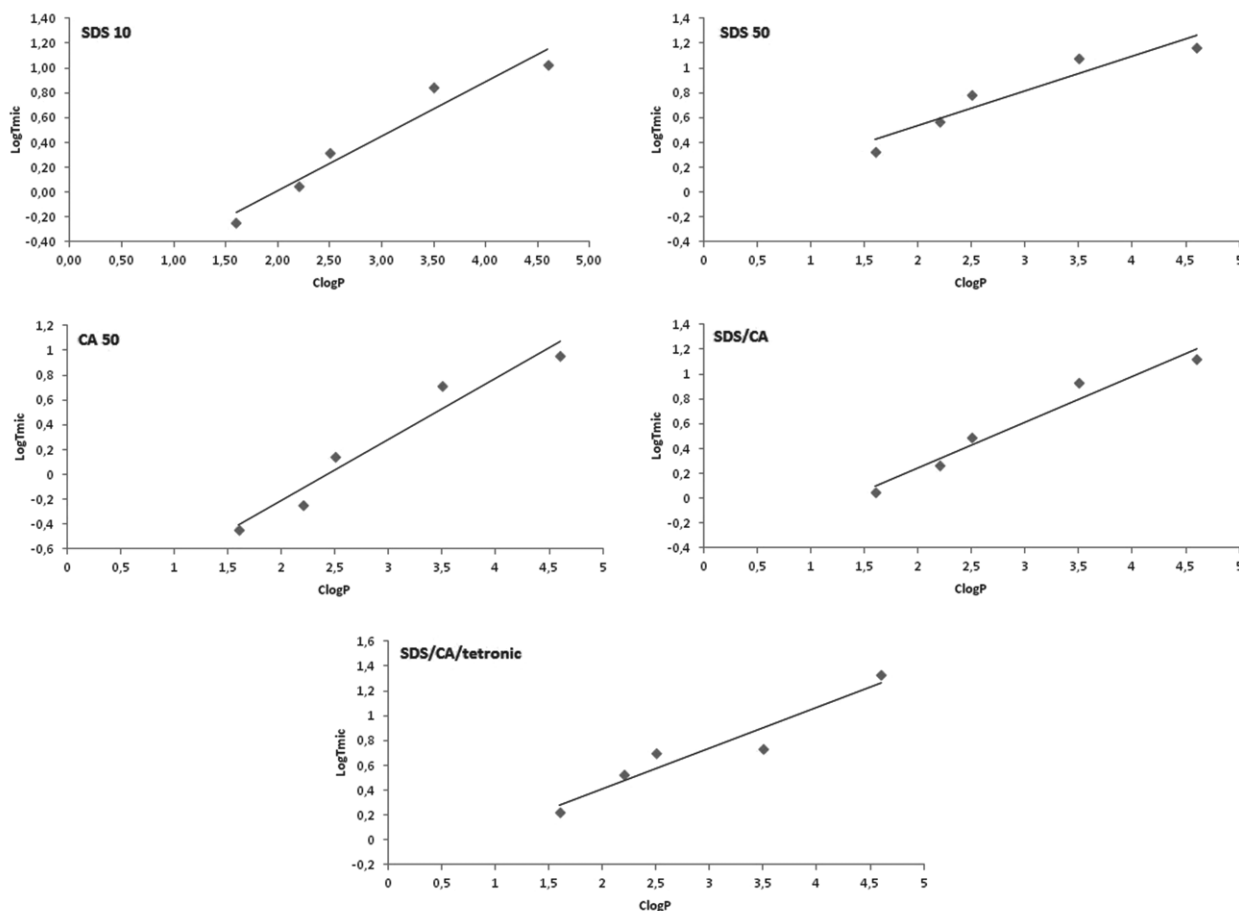 SDS 10
LogTmic
1,40
1,20
1,00
0,80
0,60
0,40
0,20
0,00
-0,20
-0,40
0,00 0,50 1,00 1,50 2,00 2,50 3,00 3,50 4,00 4,50 5,00
ClogP
SDS 50
LogTmic
1,4
1,2
1
0,8
0,6
0,4
0,2
0
-0,2
-0,4
0 0,5 1 1,5 2 2,5 3 3,5 4 4,5 5
ClogP
CA 50
LogTmic
1,2
1
0,8
0,6
0,4
0,2
0
-0,2
-0,4
-0,6
0 0,5 1 1,5 2 2,5 3 3,5 4 4,5 5
ClogP
SDS/CA
LogTmic
1,4
1,2
1
0,8
0,6
0,4
0,2
0
-0,2
-0,4
0 0,5 1 1,5 2 2,5 3 3,5 4 4,5 5
ClogP
SDS/CA/tetronic
LogTmic
1,6
1,4
1,2
1
0,8
0,6
0,4
0,2
0
-0,2
0 0,5 1 1,5 2 2,5 3 3,5 4 4,5 5
ClogP